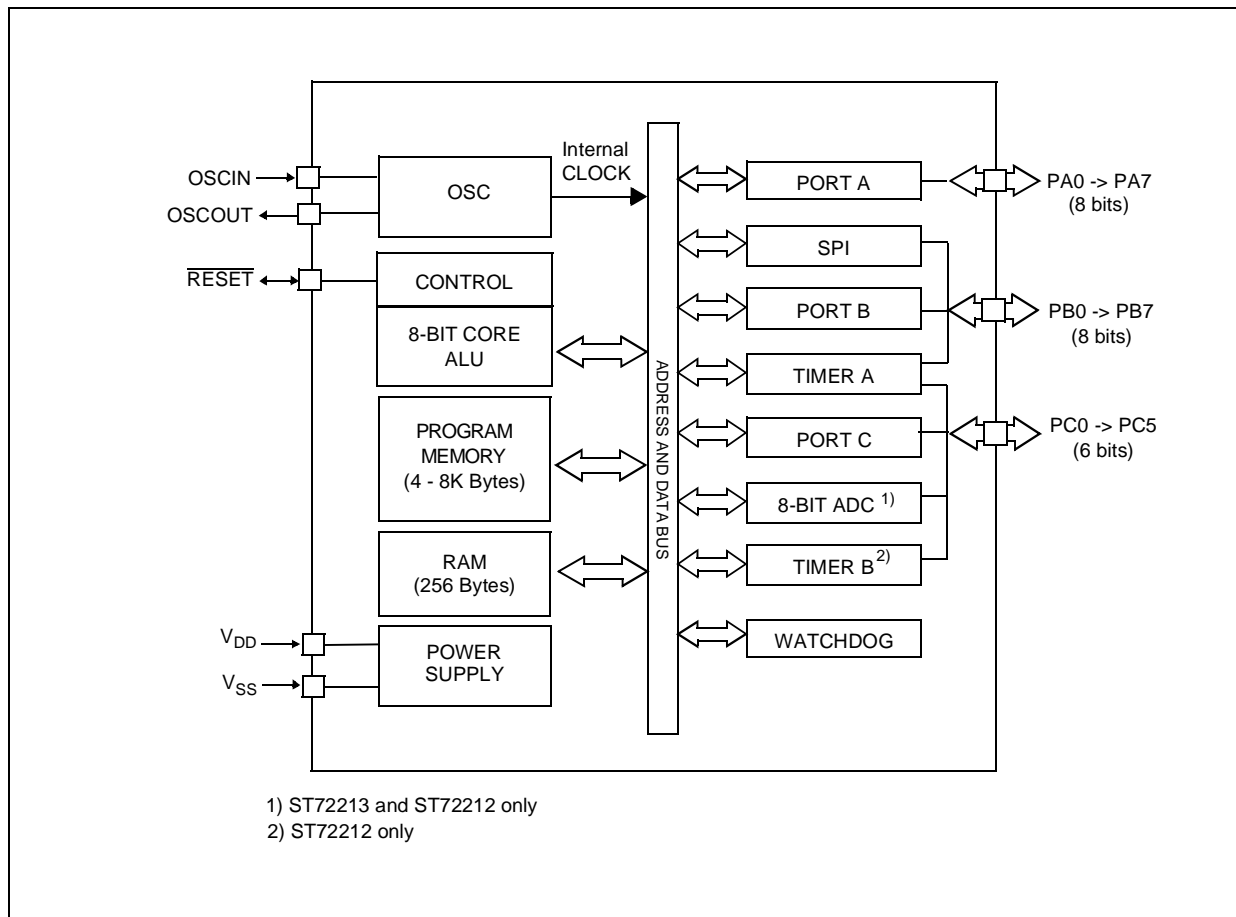 OSCIN
OSCOUT
RESET
V_DD
V_SS
OSC
Internal
CLOCK
CONTROL
8-BIT CORE
ALU
PROGRAM
MEMORY
(4 - 8K Bytes)
RAM
(256 Bytes)
POWER
SUPPLY
ADDRESS AND DATA BUS
PORT A
SPI
PORT B
TIMER A
PORT C
8-BIT ADC 1)
TIMER B 2)
WATCHDOG
PA0 -> PA7
(8 bits)
PB0 -> PB7
(8 bits)
PC0 -> PC5
(6 bits)
1) ST72213 and ST72212 only
2) ST72212 only